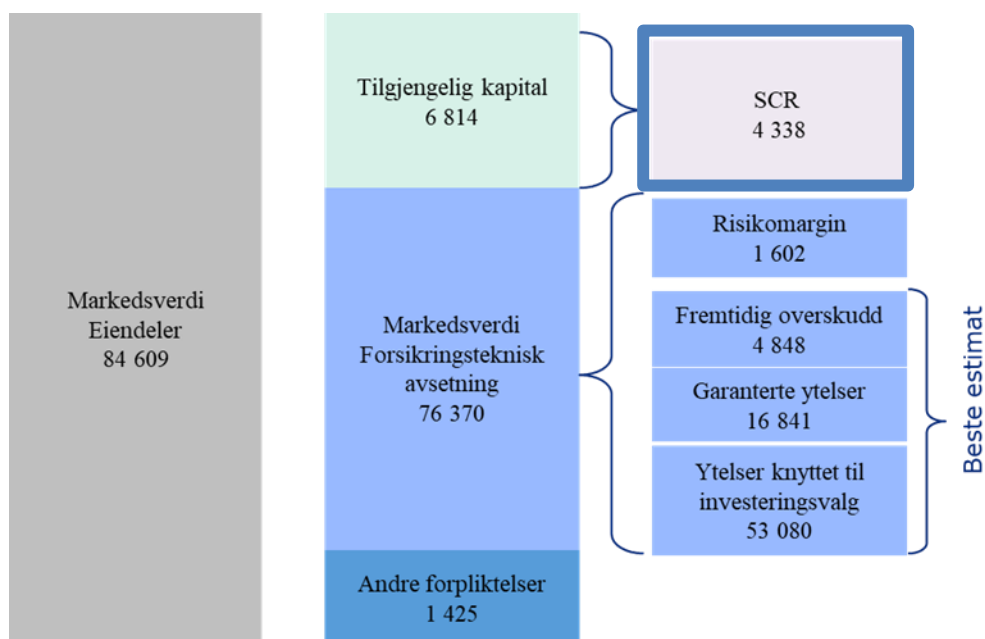 Markedsverdi
Eiendeler
84 609
Tilgjengelig kapital
6 814
Markedsverdi
Forsikringsteknisk
avsetning
76 370
Andre forpliktelser
1 425
SCR
4 338
Risikomargin
1 602
Fremtidig overskudd
4 848
Garanterte ytelser
16 841
Ytelser knyttet til
investeringsvalg
53 080
Beste estimat